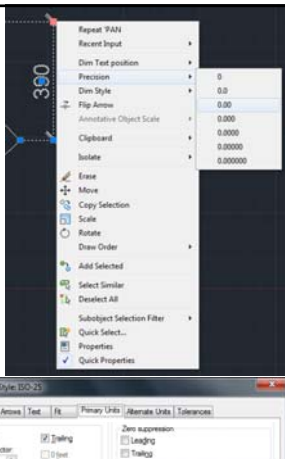 390
Repeat 'PAN
Recent Input
Dim Text position
Precision
Dim Style
Flip Arrow
Annotative Object Scale
Clipboard
Isolate
Erase
Move
Copy Selection
Scale
Rotate
Draw Order
Add Selected
Select Similar
Deselect All
Subobject Selection Filter
Quick Select...
Properties
Quick Properties
0
0.0
0.00
0.000
0.0000
0.00000
0.000000
Style: ISO-25
Arrows Text Fit Primary Units Alternate Units Tolerances
Zero suppression
Trailing Leading
0 feet Trailing